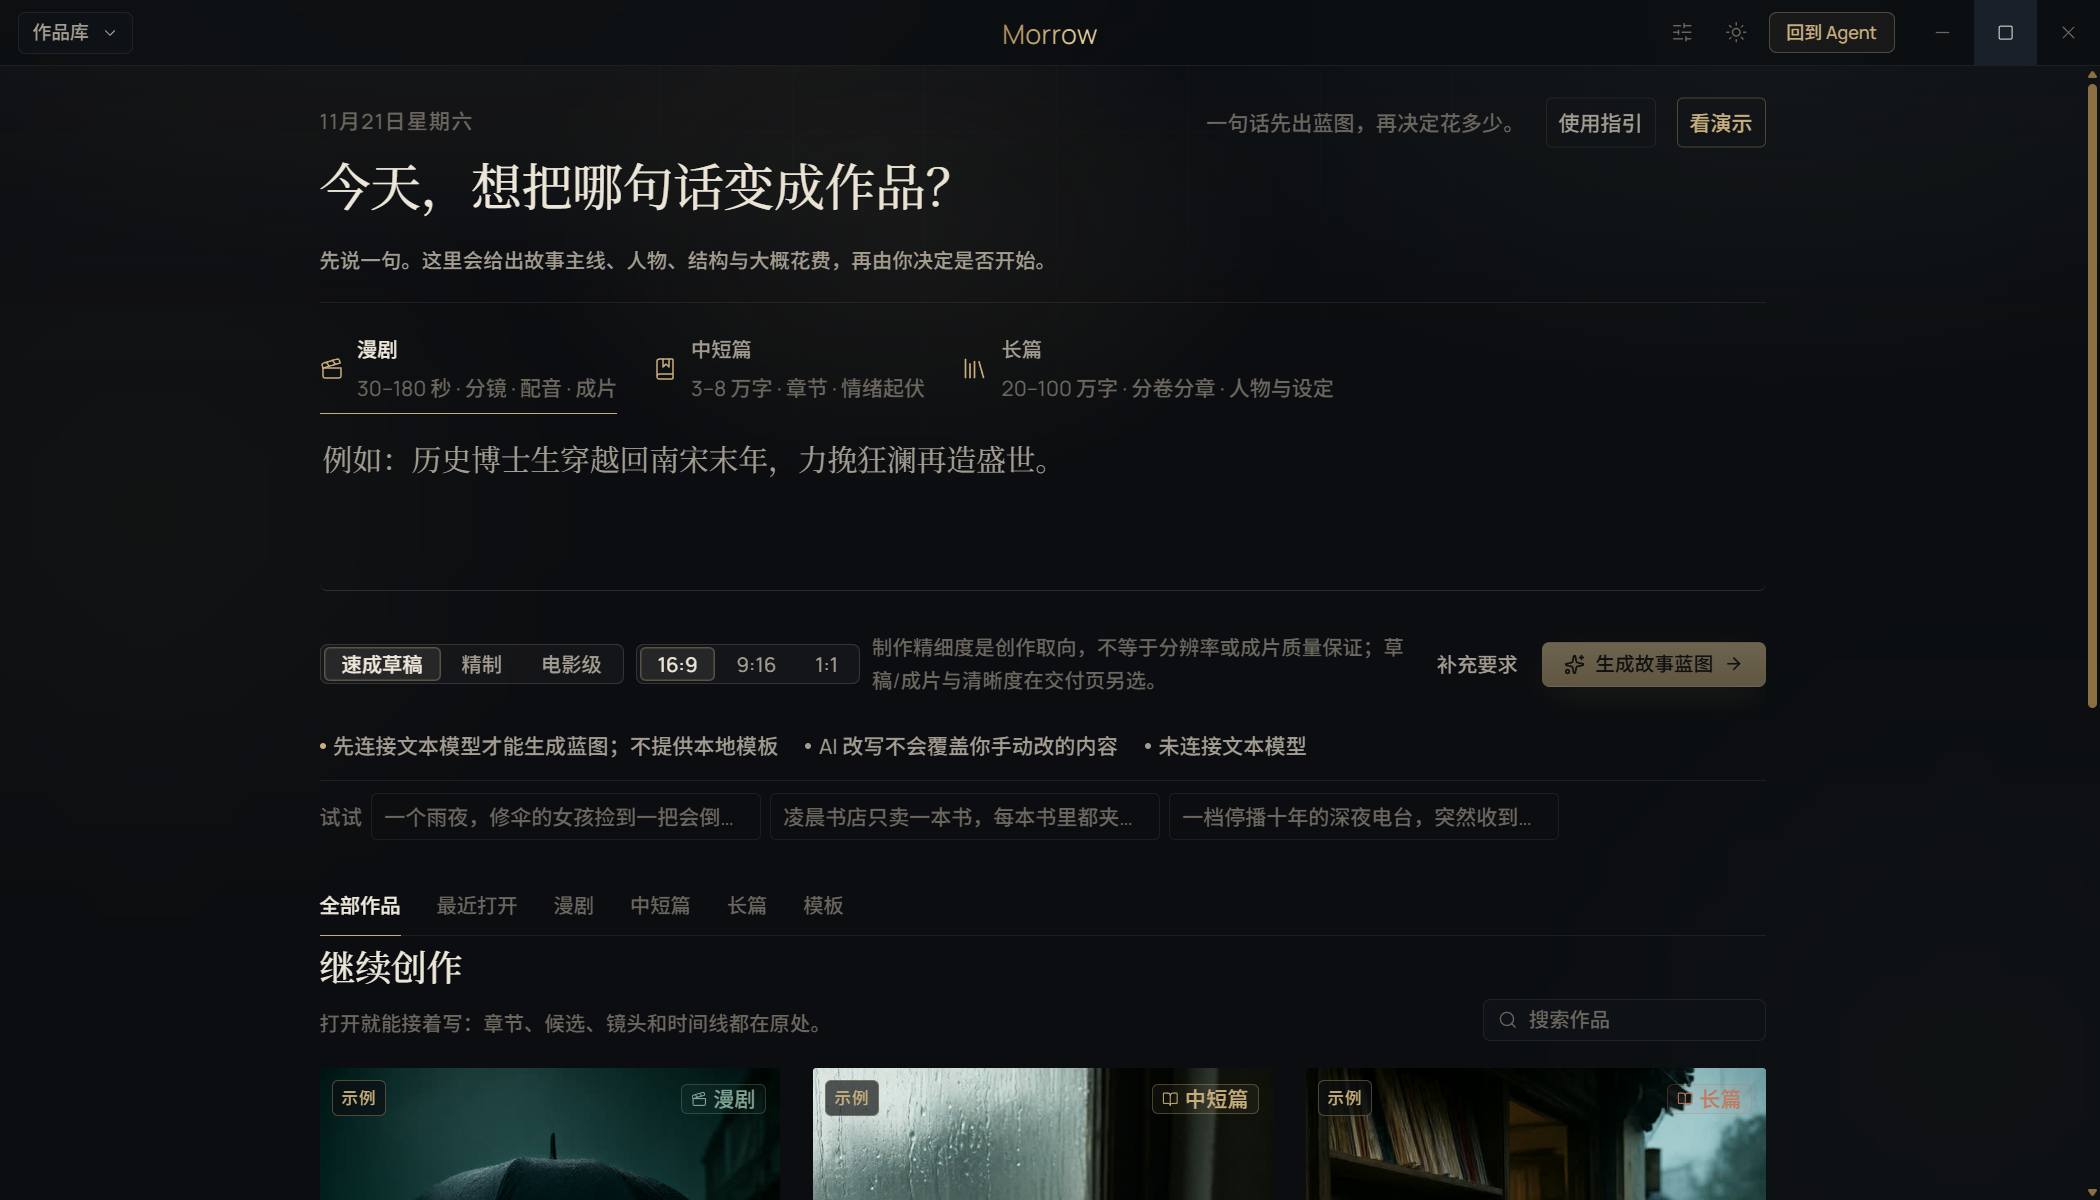 作品库
Morrow
回到 Agent
11月21日星期六
一句话先出蓝图，再决定花多少。
使用指引
看演示
今天，想把哪句话变成作品？
先说一句。这里会给出故事主线、人物、结构与大概花费，再由你决定是否开始。
漫剧
30–180 秒 · 分镜 · 配音 · 成片
中短篇
3–8 万字 · 章节 · 情绪起伏
长篇
20–100 万字 · 分卷分章 · 人物与设定
例如：历史博士生穿越回南宋末年，力挽狂澜再造盛世。
速成草稿
精制
电影级
16:9
9:16
1:1
制作精细度是创作取向，不等于分辨率或成片质量保证；草
稿/成片与清晰度在交付页另选。
补充要求
生成故事蓝图
• 先连接文本模型才能生成蓝图；不提供本地模板
• AI 改写不会覆盖你手动改的内容
• 未连接文本模型
试试
一个雨夜，修伞的女孩捡到一把会倒...
凌晨书店只卖一本书，每本书里都夹...
一档停播十年的深夜电台，突然收到...
全部作品
最近打开
漫剧
中短篇
长篇
模板
继续创作
打开就能接着写：章节、候选、镜头和时间线都在原处。
搜索作品
示例
漫剧
示例
中短篇
示例
长篇